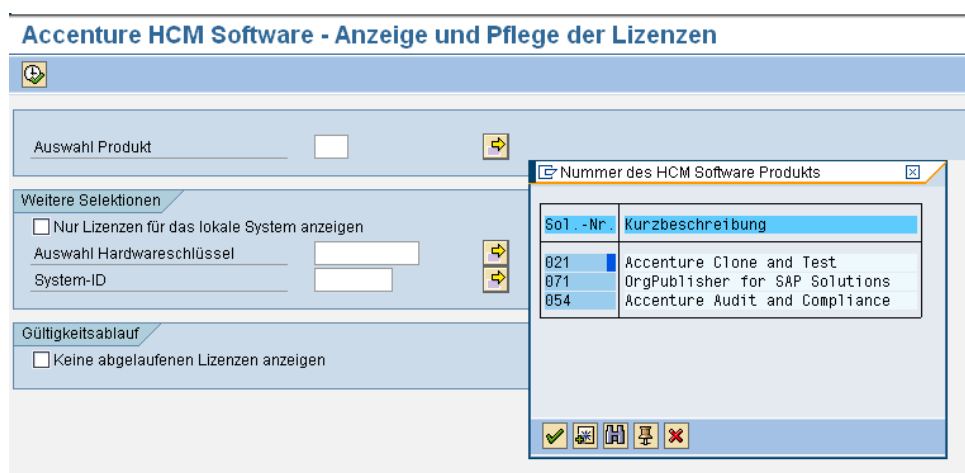 Accenture HCM Software - Anzeige und Pflege der Lizenzen
Auswahl Produkt
Weitere Selektionen
Nur Lizenzen für das lokale System anzeigen
Auswahl Hardwareschlüssel
System-ID
Gültigkeitsablauf
Keine abgelaufenen Lizenzen anzeigen
Nummer des HCM Software Produkts
Sol.-Nr. Kurzbeschreibung
021 Accenture Clone and Test
071 OrgPublisher for SAP Solutions
054 Accenture Audit and Compliance